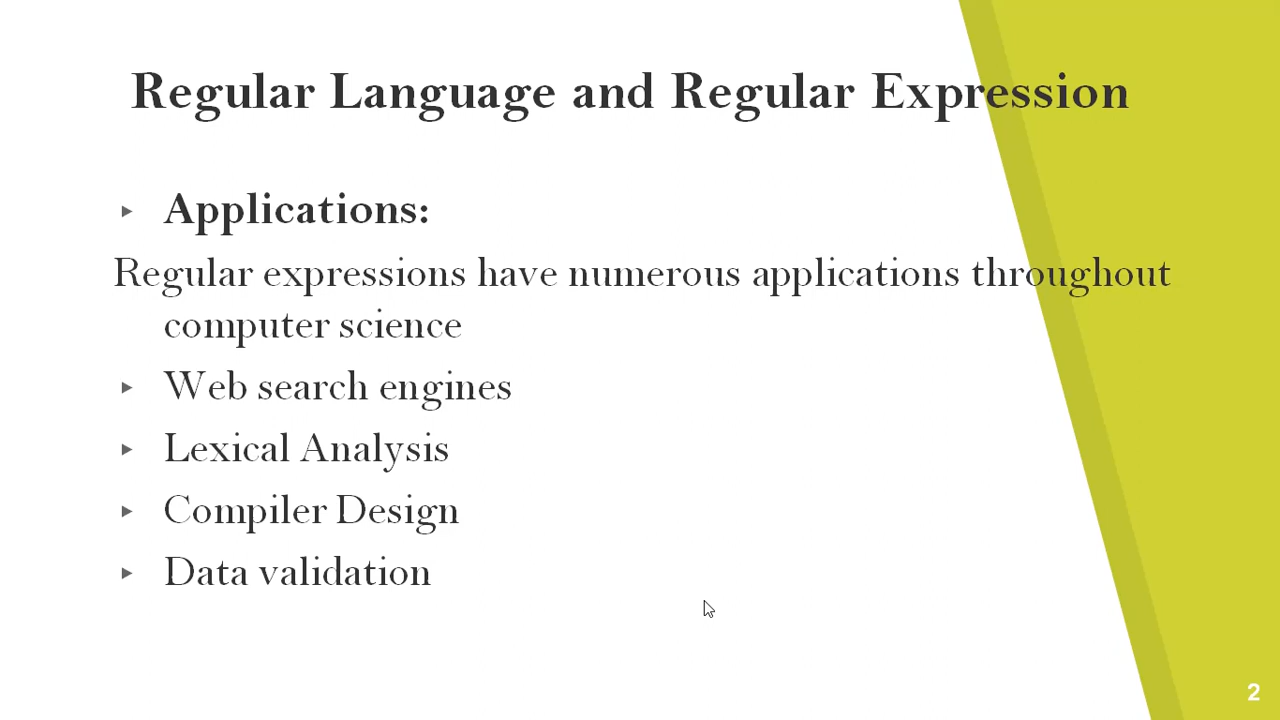 Regular Language and Regular Expression
▸ Applications:
Regular expressions have numerous applications throughout
computer science
▸ Web search engines
▸ Lexical Analysis
▸ Compiler Design
▸ Data validation
2